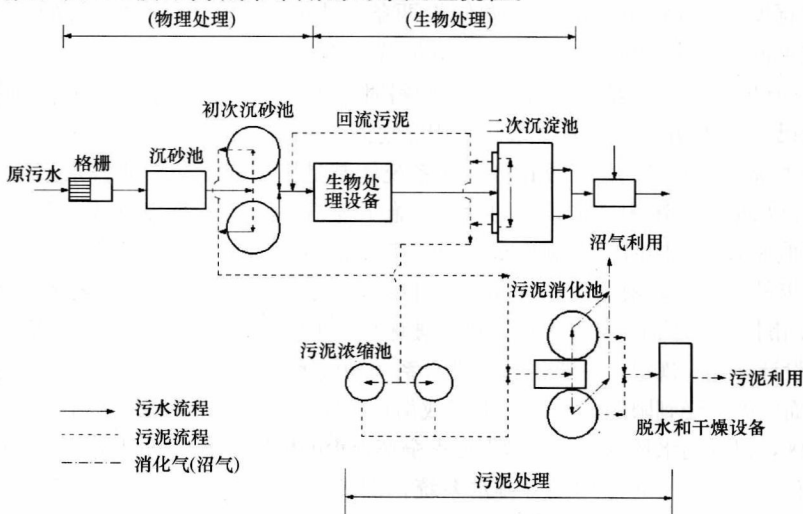 (物理处理)
(生物处理)
初次沉砂池
回流污泥
二次沉淀池
沉砂池
格栅
原污水
生物处
理设备
沼气利用
污泥消化池
污泥浓缩池
污泥利用
脱水和干燥设备
污水流程
污泥流程
消化气(沼气)
污泥处理